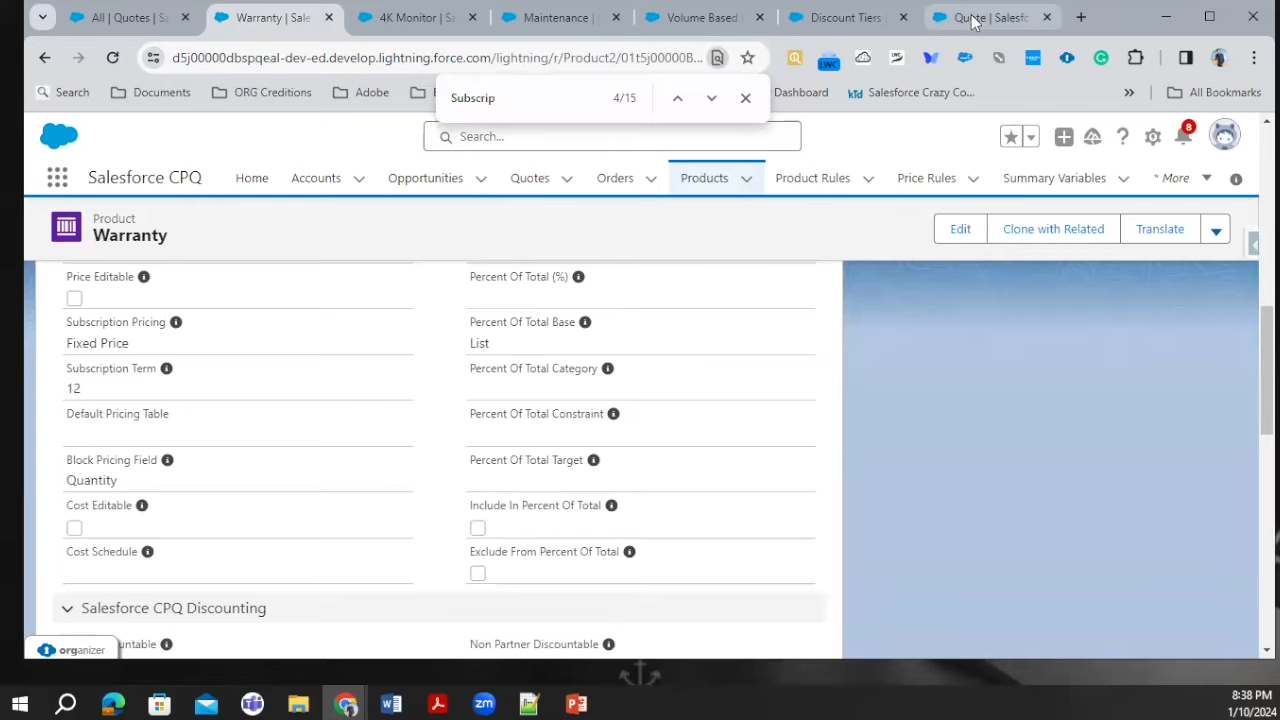 All | Quotes | S
Warranty | Sale
4K Monitor | Sa
Maintenance |
Volume Based
Discount Tiers |
Quote | Salesfo
d5j00000dbspqeal-dev-ed.develop.lightning.force.com/lightning/r/Product2/01t5j00000B...
LWC
Search
Documents
ORG Creditions
Adobe
Subscrip 4/15
Dashboard
kid Salesforce Crazy Co...
»
All Bookmarks
Search...
8
Salesforce CPQ
Home
Accounts
Opportunities
Quotes
Orders
Products
Product Rules
Price Rules
Summary Variables
* More
Product
Warranty
Edit
Clone with Related
Translate
Price Editable
Percent Of Total (%)
Subscription Pricing
Percent Of Total Base
Fixed Price
List
Subscription Term
Percent Of Total Category
12
Default Pricing Table
Percent Of Total Constraint
Block Pricing Field
Percent Of Total Target
Quantity
Cost Editable
Include In Percent Of Total
Cost Schedule
Exclude From Percent Of Total
Salesforce CPQ Discounting
ountable
Non Partner Discountable
organizer
8:38 PM
1/10/2024